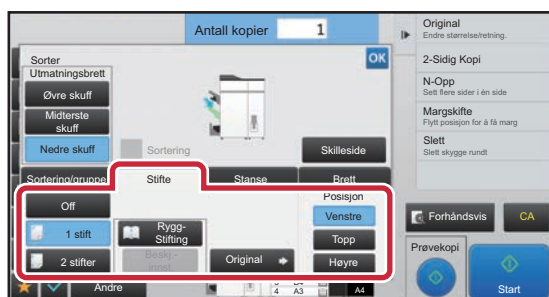 Antall kopier
1
Sorter
OK
Utmatningsbrett
Øvre skuff
Midterste
skuff
Nedre skuff
Sortering
Skilleside
Sortering/gruppe
Stifte
Stanse
Brett
Off
1 stift
2 stifter
Rygg-
Stifting
Beskj.-
innst.
Original
Posisjon
Venstre
Topp
Høyre
Andre
4
A3
A4
Original
Endre størrelse/retning.
2-Sidig Kopi
N-Opp
Sett flere sider i én side
Margskifte
Flytt posisjon for å få marg
Slett
Slett skygge rundt
Forhåndsvis
CA
Prøvekopi
Start